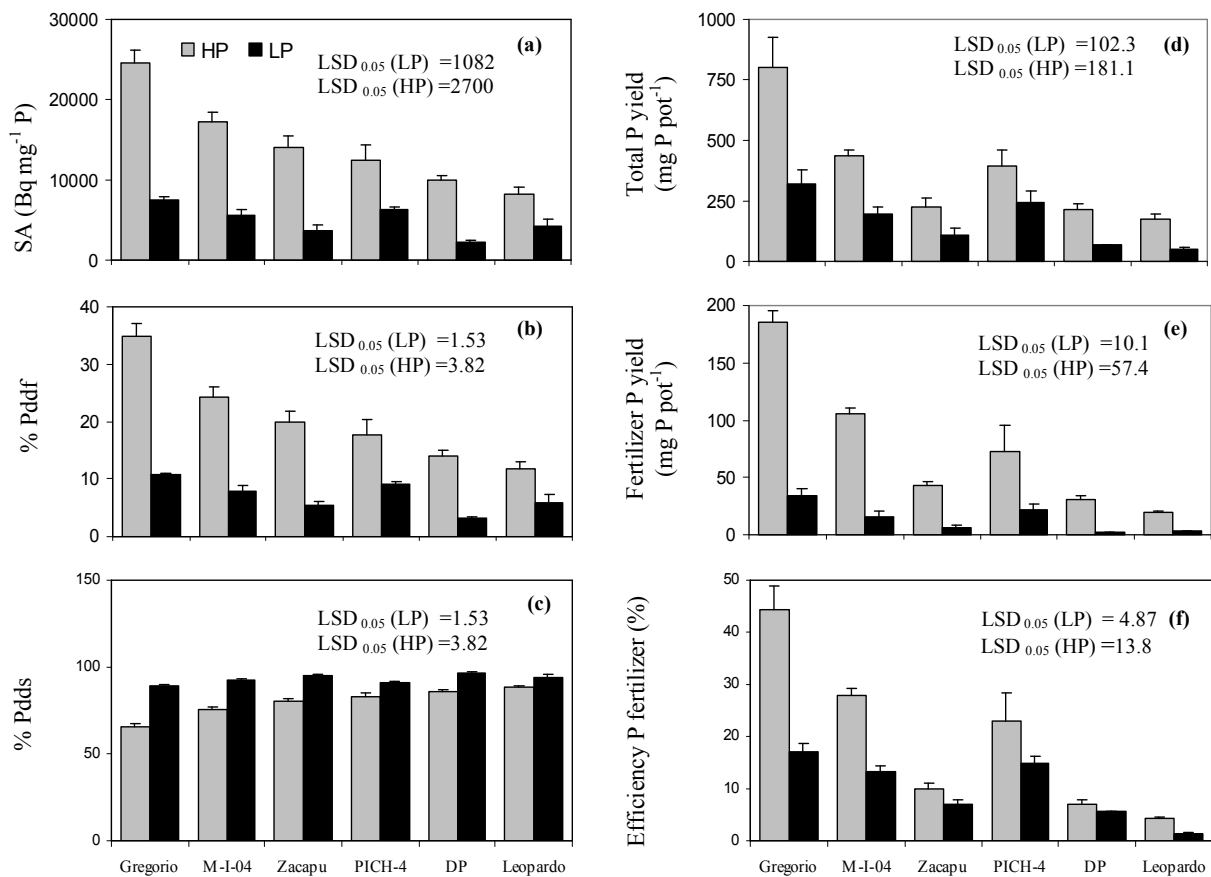 SA (Bq mg⁻¹ P)
30000
20000
10000
0
HP LP
(a)
LSD 0.05 (LP) =1082
LSD 0.05 (HP) =2700
Total P yield
(mg P pot⁻¹)
1000
750
500
250
0
(d)
LSD 0.05 (LP) =102.3
LSD 0.05 (HP) =181.1
% Pddf
40
30
20
10
0
(b)
LSD 0.05 (LP) =1.53
LSD 0.05 (HP) =3.82
Fertilizer P yield
(mg P pot⁻¹)
200
150
100
50
0
(e)
LSD 0.05 (LP) =10.1
LSD 0.05 (HP) =57.4
% Pdds
150
100
50
0
(c)
LSD 0.05 (LP) =1.53
LSD 0.05 (HP) =3.82
Gregorio M-I-04 Zacapu PICH-4 DP Leopardo
Efficiency P fertilizer (%)
50
40
30
20
10
0
LSD 0.05 (LP) = 4.87 (f)
LSD 0.05 (HP) =13.8
Gregorio M-I-04 Zacapu PICH-4 DP Leopardo